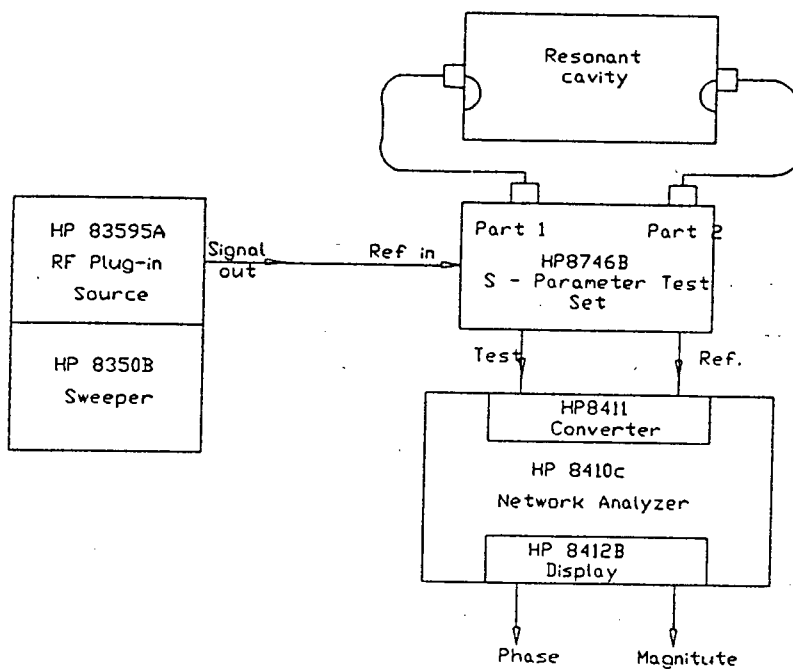 Resonant
cavity
HP 83595A
RF Plug-in
Source
Signal
out
Ref in
Part 1
Part 2
HP8746B
S - Parameter Test
Set
HP 8350B
Sweeper
Test
Ref.
HP8411
Converter
HP 8410c
Network Analyzer
HP 8412B
Display
Phase
Magnitute